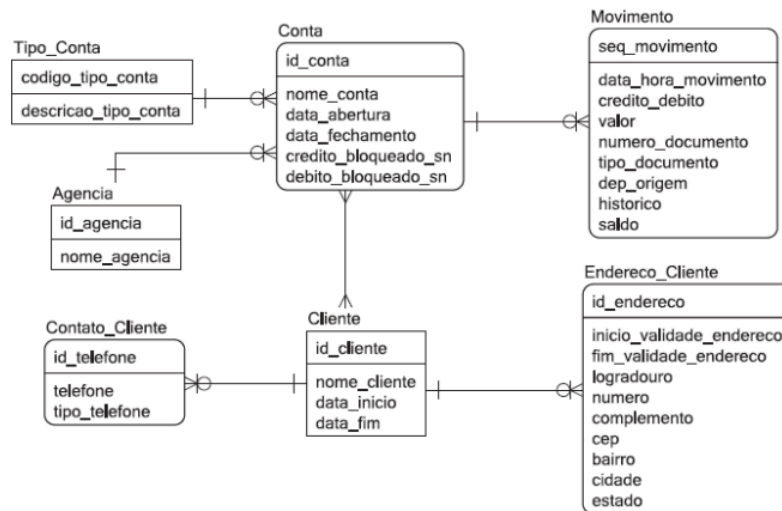 Tipo_Conta
codigo_tipo_conta
descricao_tipo_conta
Conta
id_conta
nome_conta
data_abertura
data_fechamento
credito_bloqueado_sn
debito_bloqueado_sn
Movimento
seq_movimento
data_hora_movimento
credito_debito
valor
numero_documento
tipo_documento
dep_origem
historico
saldo
Agencia
id_agencia
nome_agencia
Contato_Cliente
id_telefone
telefone
tipo_telefone
Cliente
id_cliente
nome_cliente
data_inicio
data_fim
Endereco_Cliente
id_endereco
inicio_validade_endereco
fim_validade_endereco
logradouro
numero
complemento
cep
bairro
cidade
estado